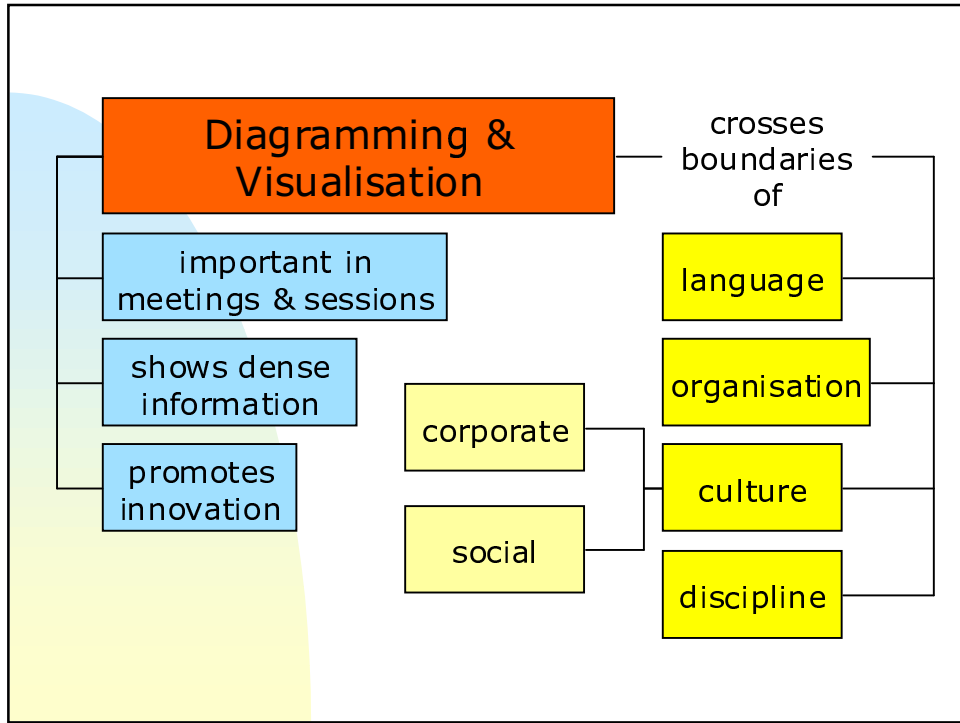 Diagramming &
Visualisation
crosses
boundaries
of
important in
meetings & sessions
shows dense
information
promotes
innovation
language
organisation
culture
discipline
corporate
social